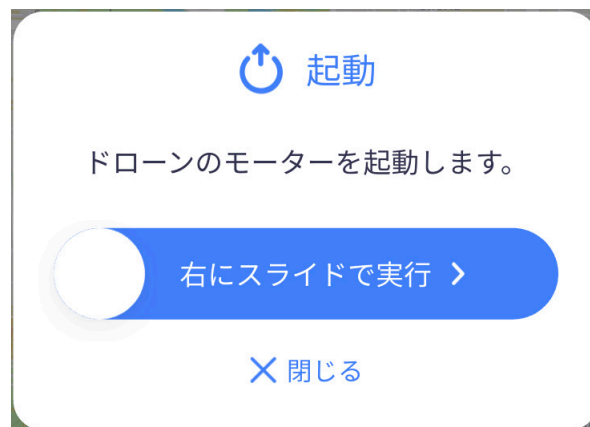 起動
ドローンのモーターを起動します。
右にスライドで実行
閉じる